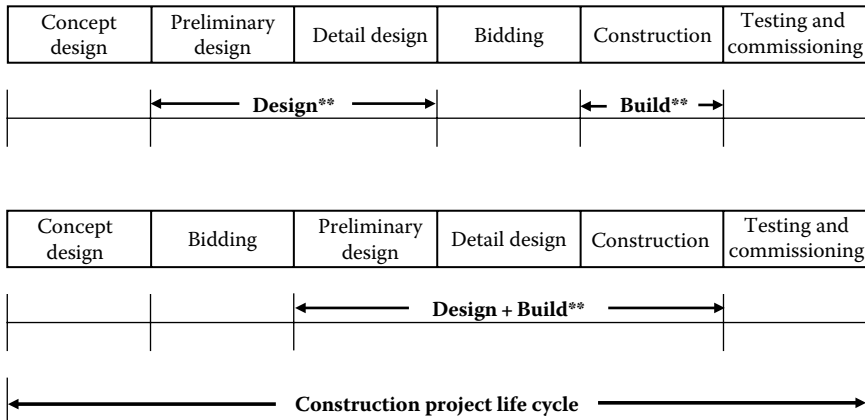 Concept design
Preliminary design
Detail design
Bidding
Construction
Testing and commissioning
Design**
Build**
Concept design
Bidding
Preliminary design
Detail design
Construction
Testing and commissioning
Design + Build**
Construction project life cycle